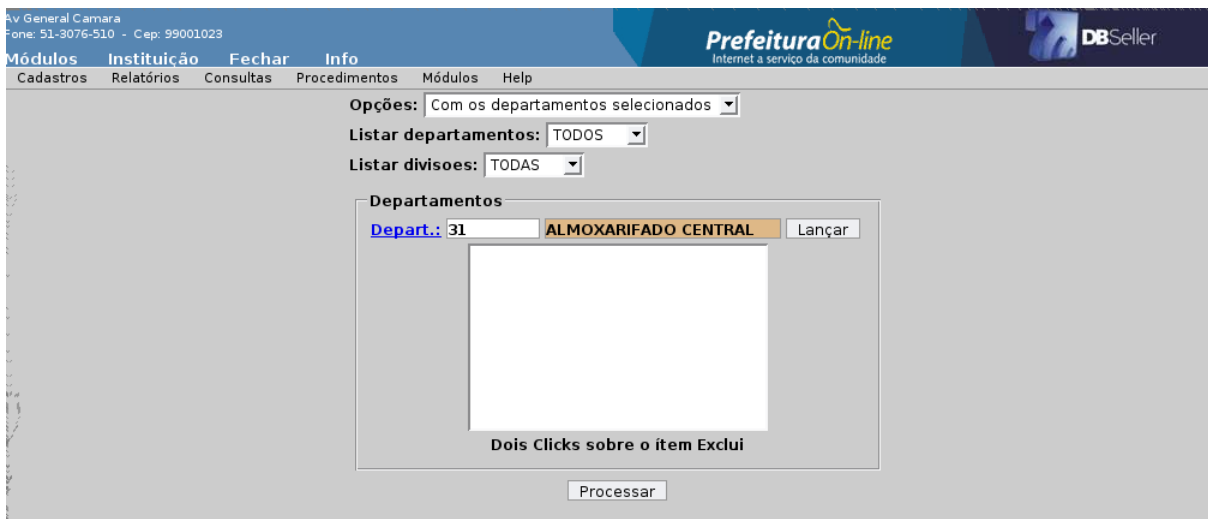 Av General Camara
Fone: 51-3076-510 - Cep: 99001023
Prefeitura On-line
Internet a serviço da comunidade
DBSeller
Módulos Instituição Fechar Info
Cadastros Relatórios Consultas Procedimentos Módulos Help
Opções: Com os departamentos selecionados
Listar departamentos: TODOS
Listar divisoes: TODAS
Departamentos
Depart.: 31 ALMOXARIFADO CENTRAL Lançar
Dois Clicks sobre o ítem Exclui
Processar